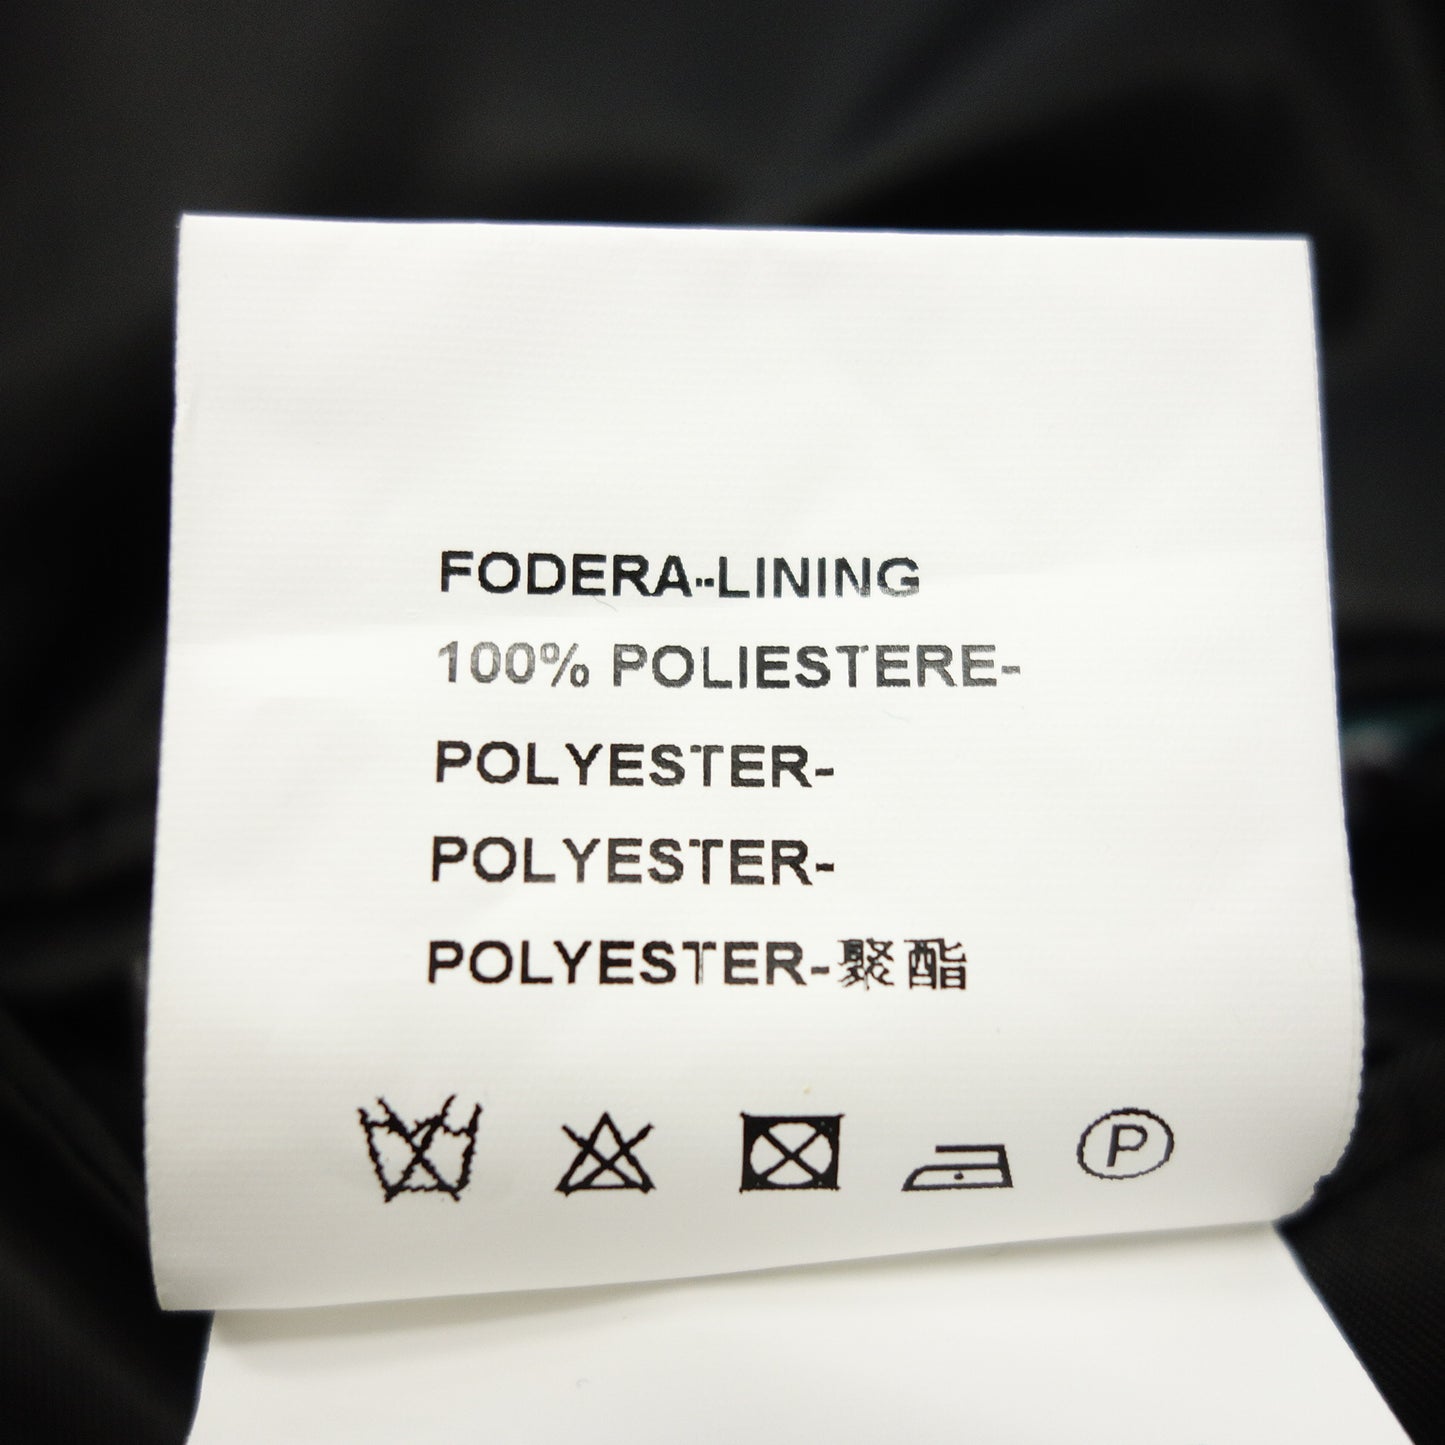 FODERA-LINING
100% POLIESTERE-
POLYESTER-
POLYESTER-
POLYESTER-聚酯
P